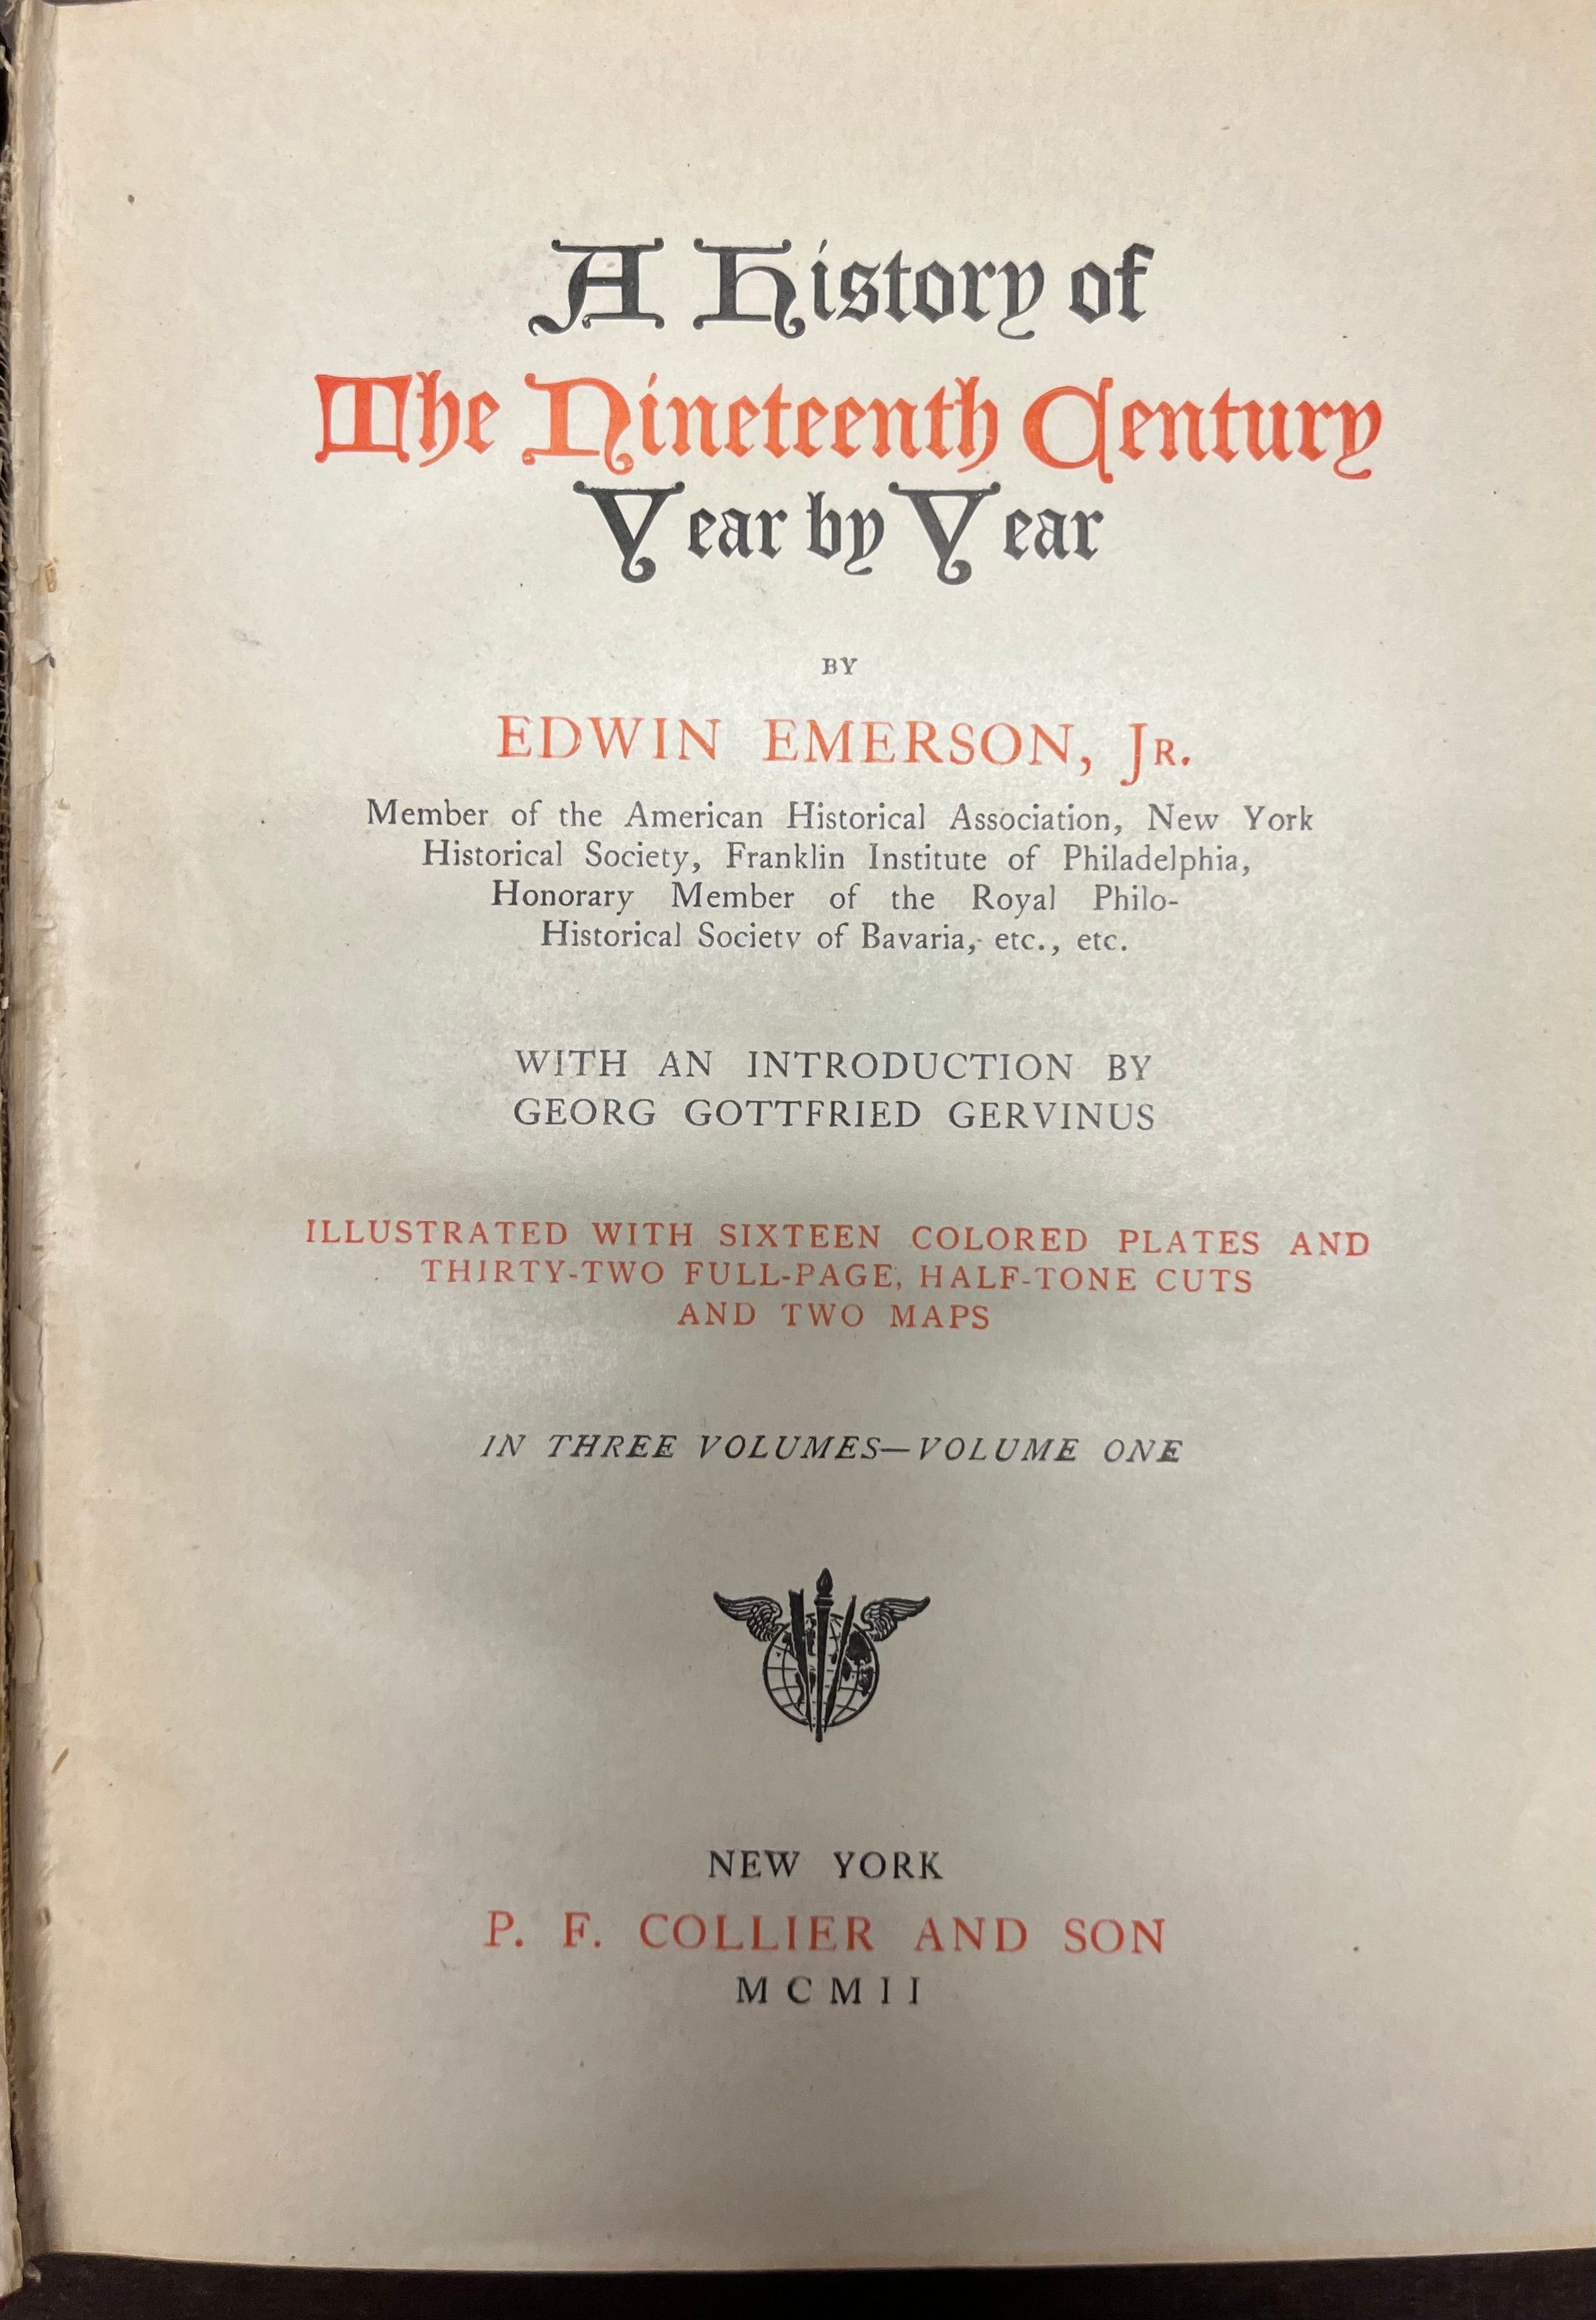 A History of
The Nineteenth Century
Year by Year
BY
EDWIN EMERSON, JR.
Member of the American Historical Association, New York
Historical Society, Franklin Institute of Philadelphia,
Honorary Member of the Royal Philo-
Historical Society of Bavaria, etc., etc.
WITH AN INTRODUCTION BY
GEORG GOTTFRIED GERVINUS
ILLUSTRATED WITH SIXTEEN COLORED PLATES AND
THIRTY-TWO FULL-PAGE, HALF-TONE CUTS
AND TWO MAPS
IN THREE VOLUMES—VOLUME ONE
NEW YORK
P. F. COLLIER AND SON
MCMII